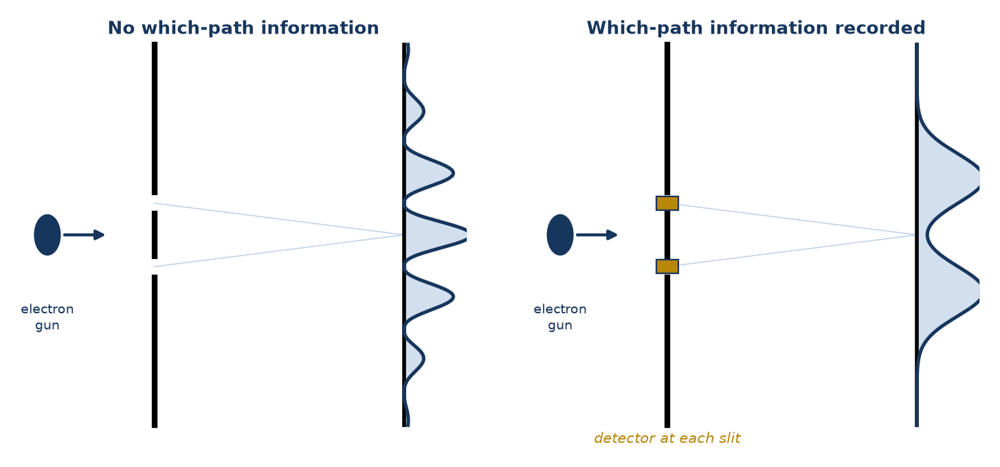 No which-path information
electron
gun
Which-path information recorded
electron
gun
detector at each slit